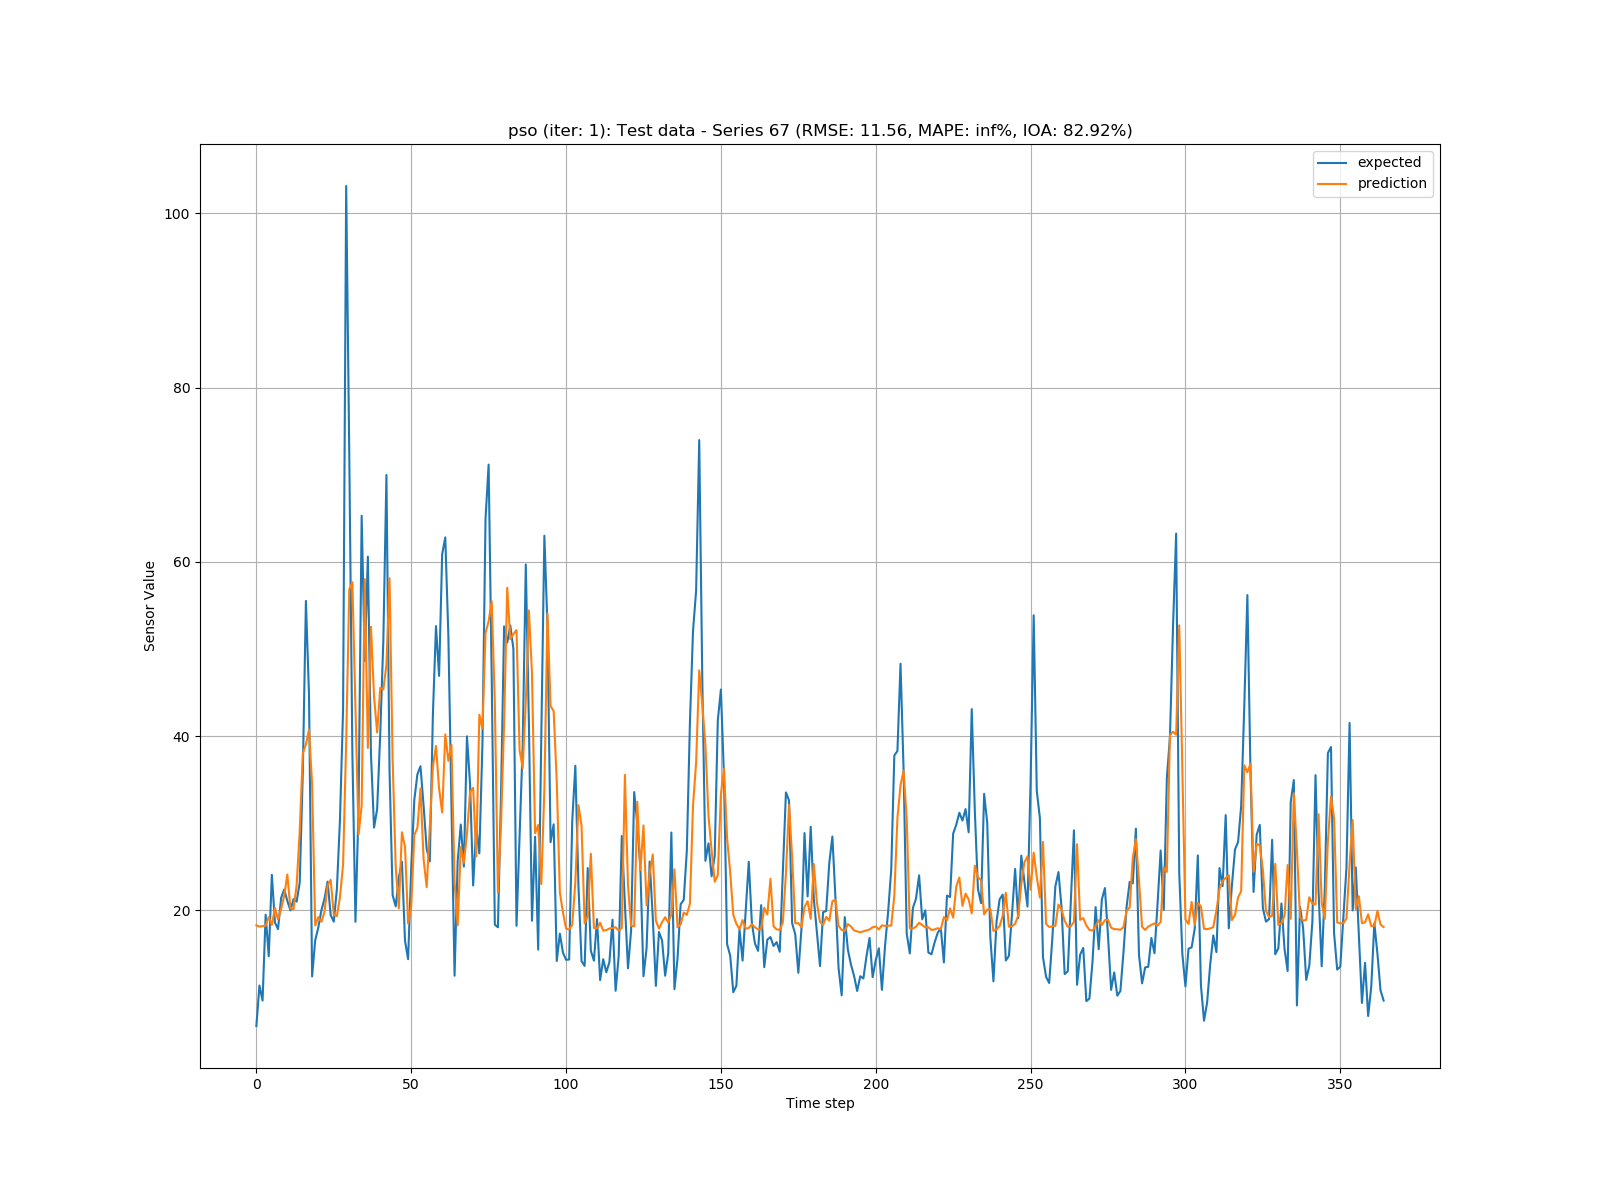 pso (iter: 1): Test data - Series 67 (RMSE: 11.56, MAPE: inf%, IOA: 82.92%)
expected
prediction
100
80
60
40
20
Sensor Value
0 50 100 150 200 250 300 350
Time step